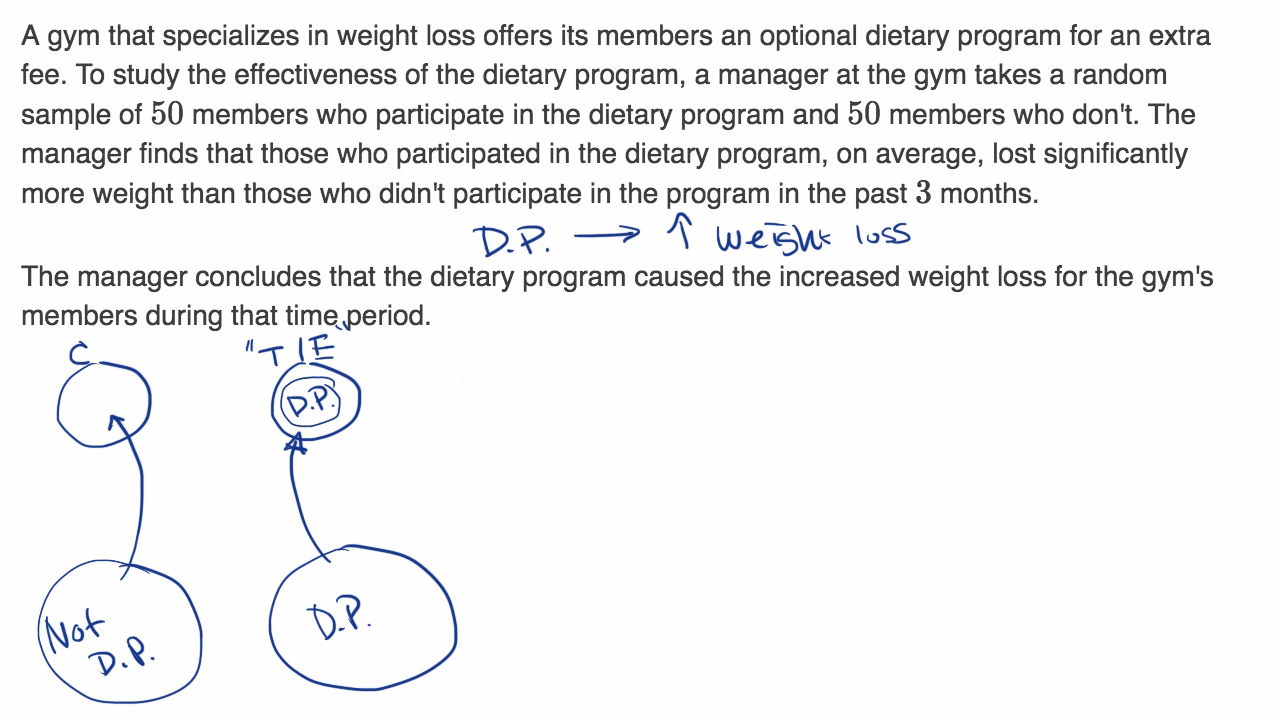 A gym that specializes in weight loss offers its members an optional dietary program for an extra
fee. To study the effectiveness of the dietary program, a manager at the gym takes a random
sample of 50 members who participate in the dietary program and 50 members who don't. The
manager finds that those who participated in the dietary program, on average, lost significantly
more weight than those who didn't participate in the program in the past 3 months.
D.P. → ↑ weight loss
The manager concludes that the dietary program caused the increased weight loss for the gym's
members during that time period.
C "T/E"
D.P.
Not D.P.
D.P.